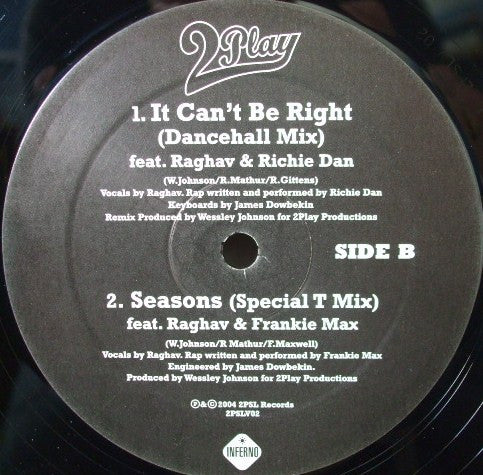 2Play
1. It Can't Be Right
(Dancehall Mix)
feat. Raghav & Richie Dan
(W.Johnson/R.Mathur/R.Gittens)
Vocals by Raghav. Rap written and performed by Richie Dan
Keyboards by James Dowbekin
Remix Produced by Wessley Johnson for 2Play Productions
SIDE B
2. Seasons (Special T Mix)
feat. Raghav & Frankie Max
(W.Johnson/R Mathur/F.Maxwell)
Vocals by Raghav. Rap written and performed by Frankie Max
Engineered by James Dowbekin.
Produced by Wessley Johnson for 2Play Productions
℗&©2004 2PSL Records
2PSLV02
INFERNO